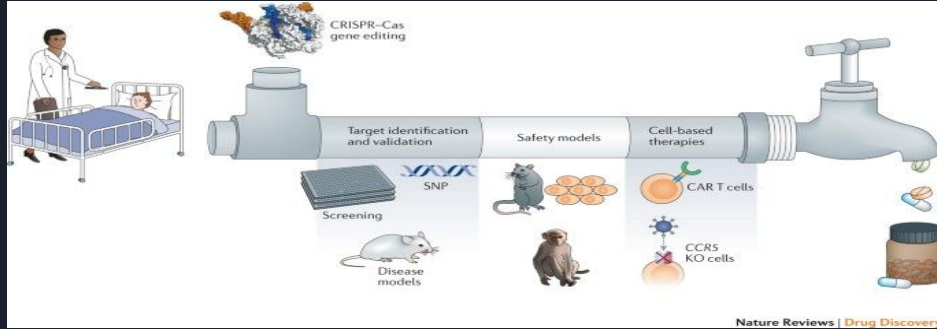 CRISPR–Cas
gene editing
Target identification
and validation
Safety models
Cell-based
therapies
SNP
Screening
Disease
models
CAR T cells
CCR5
KO cells
Nature Reviews | Drug Discovery